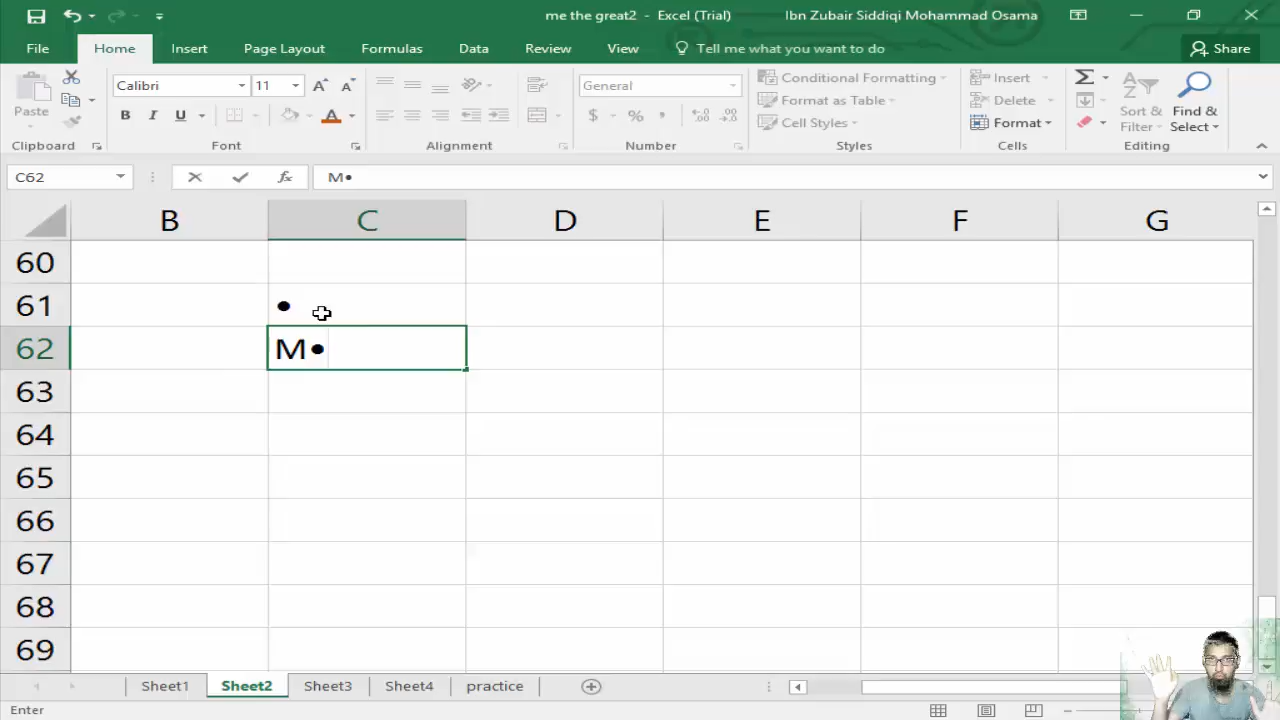 me the great2 - Excel (Trial)
Ibn Zubair Siddiqi Mohammad Osama
File Home Insert Page Layout Formulas Data Review View Tell me what you want to do Share
Calibri 11 General Conditional Formatting Insert
Paste Format as Table Delete Sort & Filter Find & Select
B I U $ % , Cell Styles Format
Clipboard Font Alignment Number Styles Cells Editing
C62 fx M•
B C D E F G
60
61 •
62 M•
63
64
65
66
67
68
69
Sheet1 Sheet2 Sheet3 Sheet4 practice
Enter